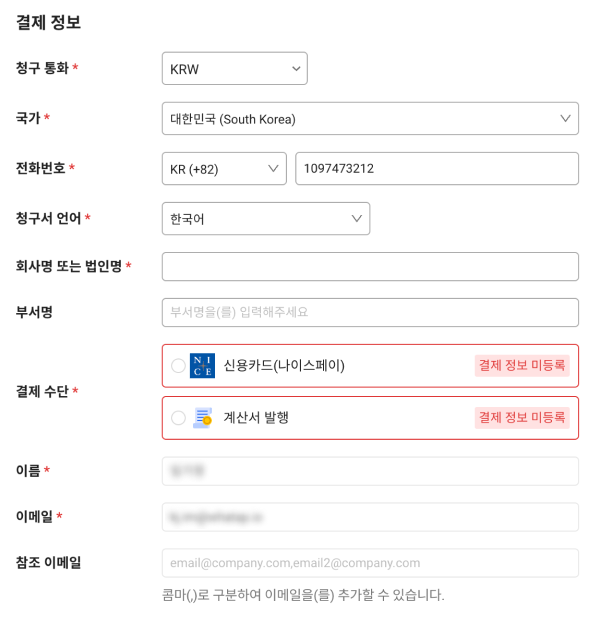 결제 정보
청구 통화 *
KRW
국가 *
대한민국 (South Korea)
전화번호 *
KR (+82)
1097473212
청구서 언어 *
한국어
회사명 또는 법인명 *
부서명
부서명을(를) 입력해주세요
결제 수단 *
NICE 신용카드(나이스페이) 결제 정보 미등록
계산서 발행 결제 정보 미등록
이름 *
이메일 *
참조 이메일
email@company.com,email2@company.com
콤마(,)로 구분하여 이메일을(를) 추가할 수 있습니다.